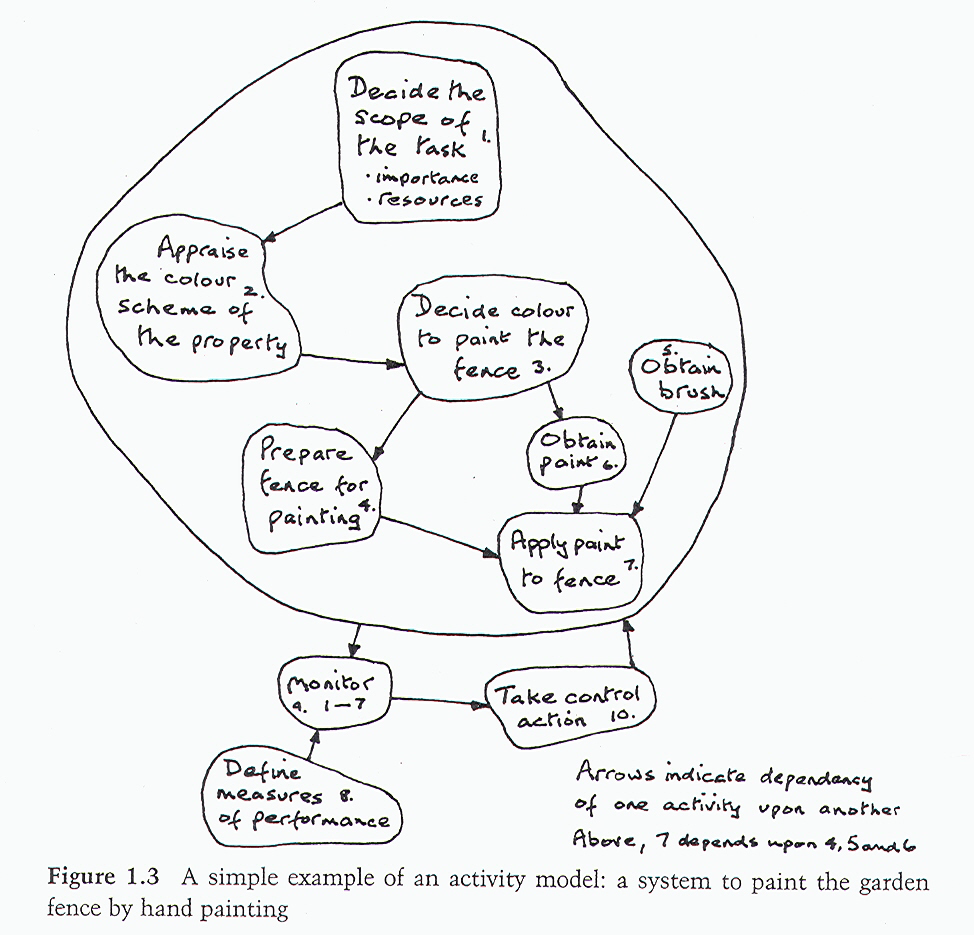 Decide the
scope of
the task 1.
· importance
· resources
Appraise
the colour 2.
scheme of
the property
Decide colour
to paint the
fence 3.
5.
Obtain
brush
Prepare
fence for
painting 4.
Obtain
paint 6.
Apply paint
to fence 7.
Monitor
9. 1–7
Take control
action 10.
Define
measures 8.
of performance
Arrows indicate dependency
of one activity upon another
Above, 7 depends upon 4, 5 and 6
Figure 1.3 A simple example of an activity model: a system to paint the garden
fence by hand painting